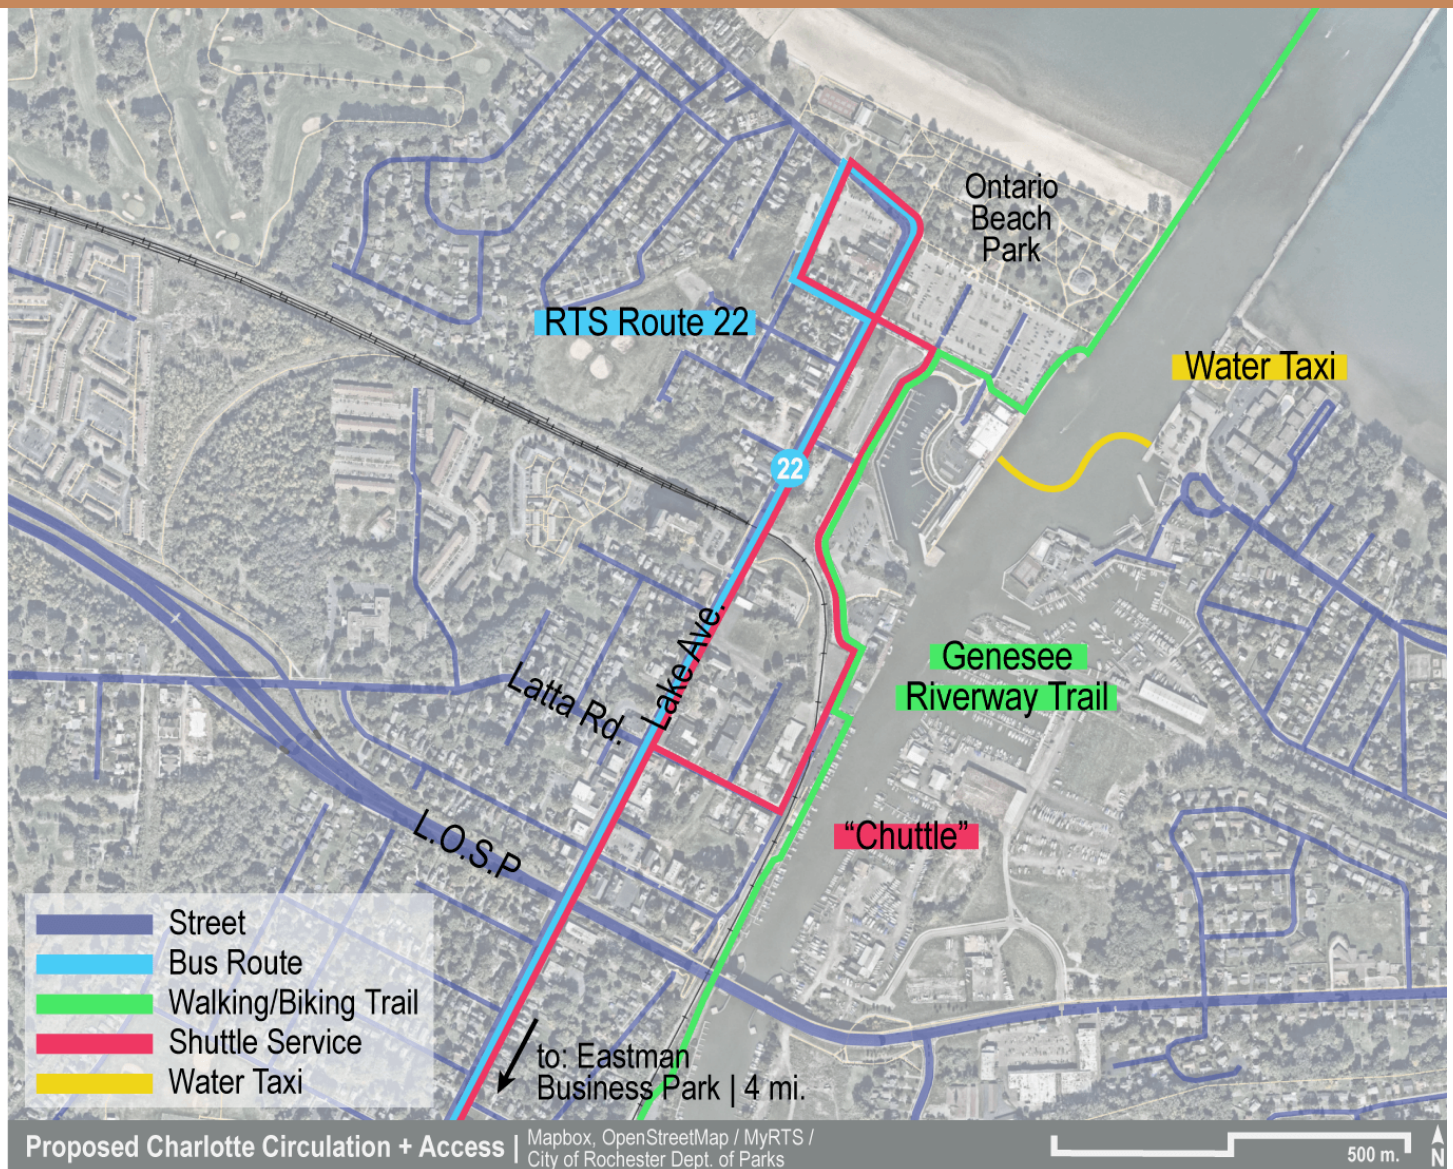 Ontario
Beach
Park
RTS Route 22
Water Taxi
22
Lake Ave.
Latta Rd.
Genesee
Riverway Trail
L.O.S.P
“Chuttle”
Street
Bus Route
Walking/Biking Trail
Shuttle Service
Water Taxi
to: Eastman
Business Park | 4 mi.
Proposed Charlotte Circulation + Access |
Mapbox, OpenStreetMap / MyRTS /
City of Rochester Dept. of Parks
500 m.
N